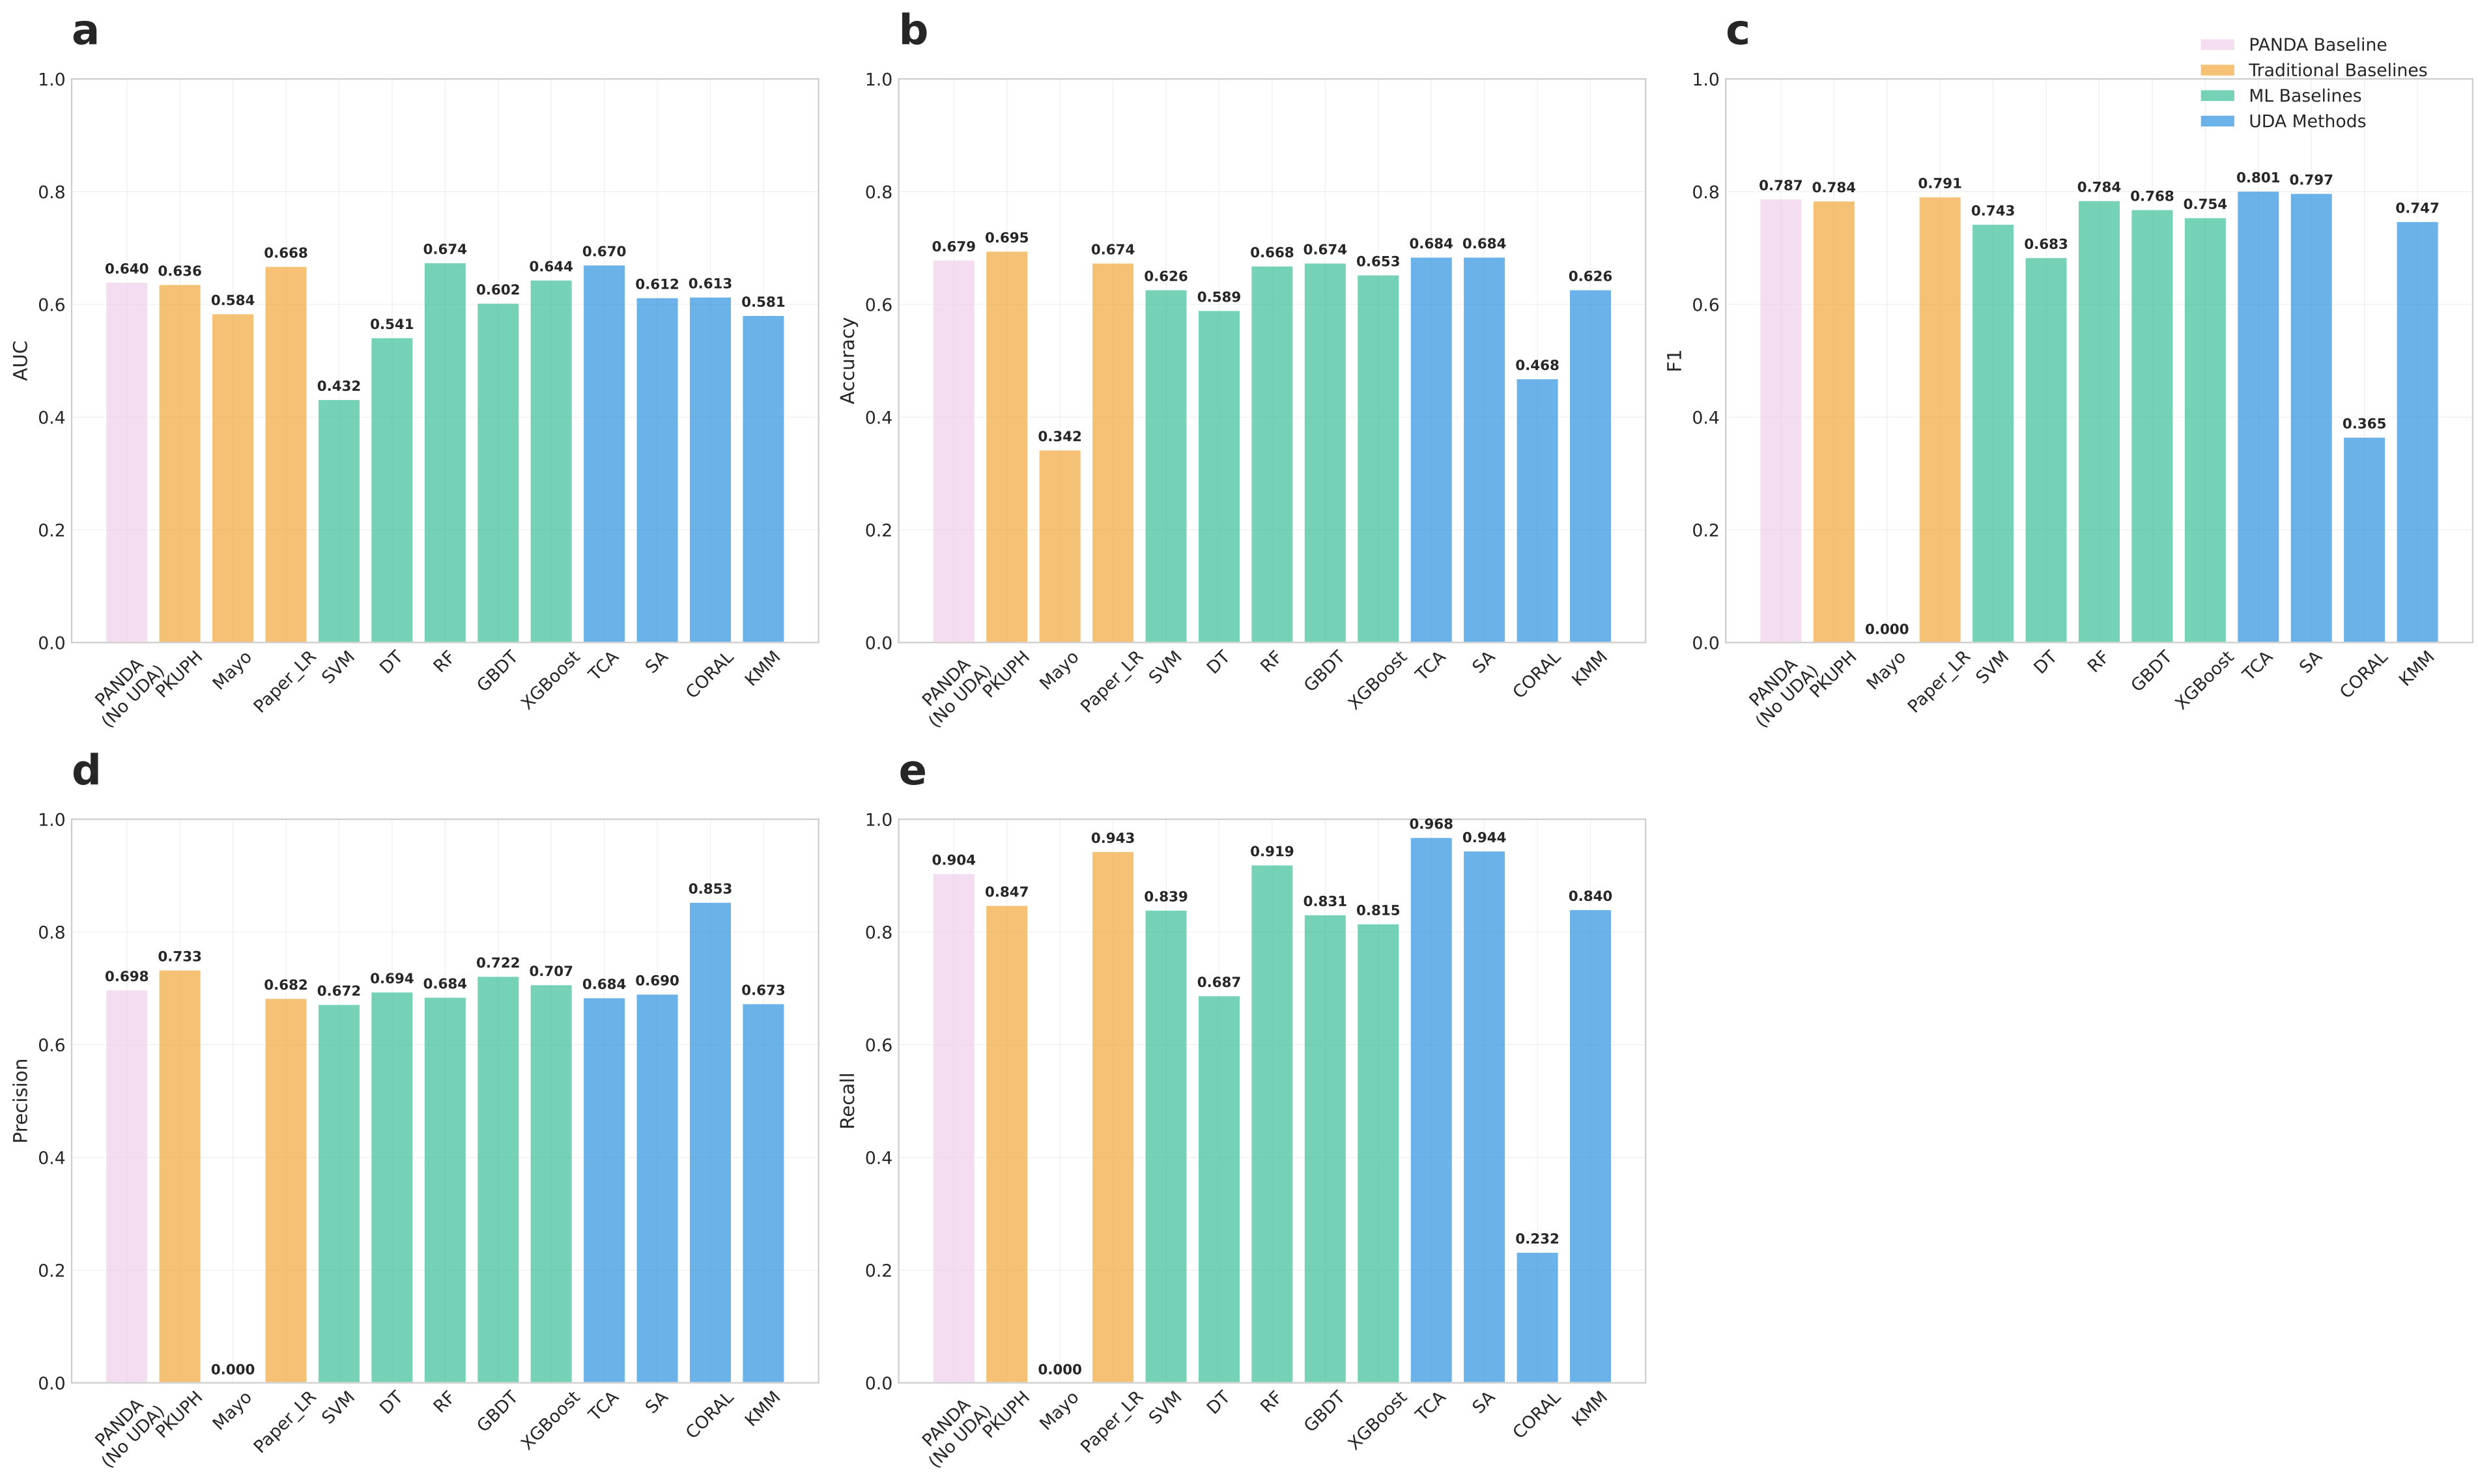 a
1.0
0.8
0.6
0.4
0.2
0.0
AUC
0.640
0.636
0.584
0.668
0.432
0.541
0.674
0.602
0.644
0.670
0.612
0.613
0.581
PANDA
(No UDA)
PKUPH
Mayo
Paper_LR
SVM
DT
RF
GBDT
XGBoost
TCA
SA
CORAL
KMM
b
1.0
0.8
0.6
0.4
0.2
0.0
Accuracy
0.679
0.695
0.342
0.674
0.626
0.589
0.668
0.674
0.653
0.684
0.684
0.468
0.626
PANDA
(No UDA)
PKUPH
Mayo
Paper_LR
SVM
DT
RF
GBDT
XGBoost
TCA
SA
CORAL
KMM
c
PANDA Baseline
Traditional Baselines
ML Baselines
UDA Methods
1.0
0.8
0.6
0.4
0.2
0.0
F1
0.787
0.784
0.000
0.791
0.743
0.683
0.784
0.768
0.754
0.801
0.797
0.365
0.747
PANDA
(No UDA)
PKUPH
Mayo
Paper_LR
SVM
DT
RF
GBDT
XGBoost
TCA
SA
CORAL
KMM
d
1.0
0.8
0.6
0.4
0.2
0.0
Precision
0.698
0.733
0.000
0.682
0.672
0.694
0.684
0.722
0.707
0.684
0.690
0.853
0.673
PANDA
(No UDA)
PKUPH
Mayo
Paper_LR
SVM
DT
RF
GBDT
XGBoost
TCA
SA
CORAL
KMM
e
1.0
0.8
0.6
0.4
0.2
0.0
Recall
0.904
0.847
0.000
0.943
0.839
0.687
0.919
0.831
0.815
0.968
0.944
0.232
0.840
PANDA
(No UDA)
PKUPH
Mayo
Paper_LR
SVM
DT
RF
GBDT
XGBoost
TCA
SA
CORAL
KMM